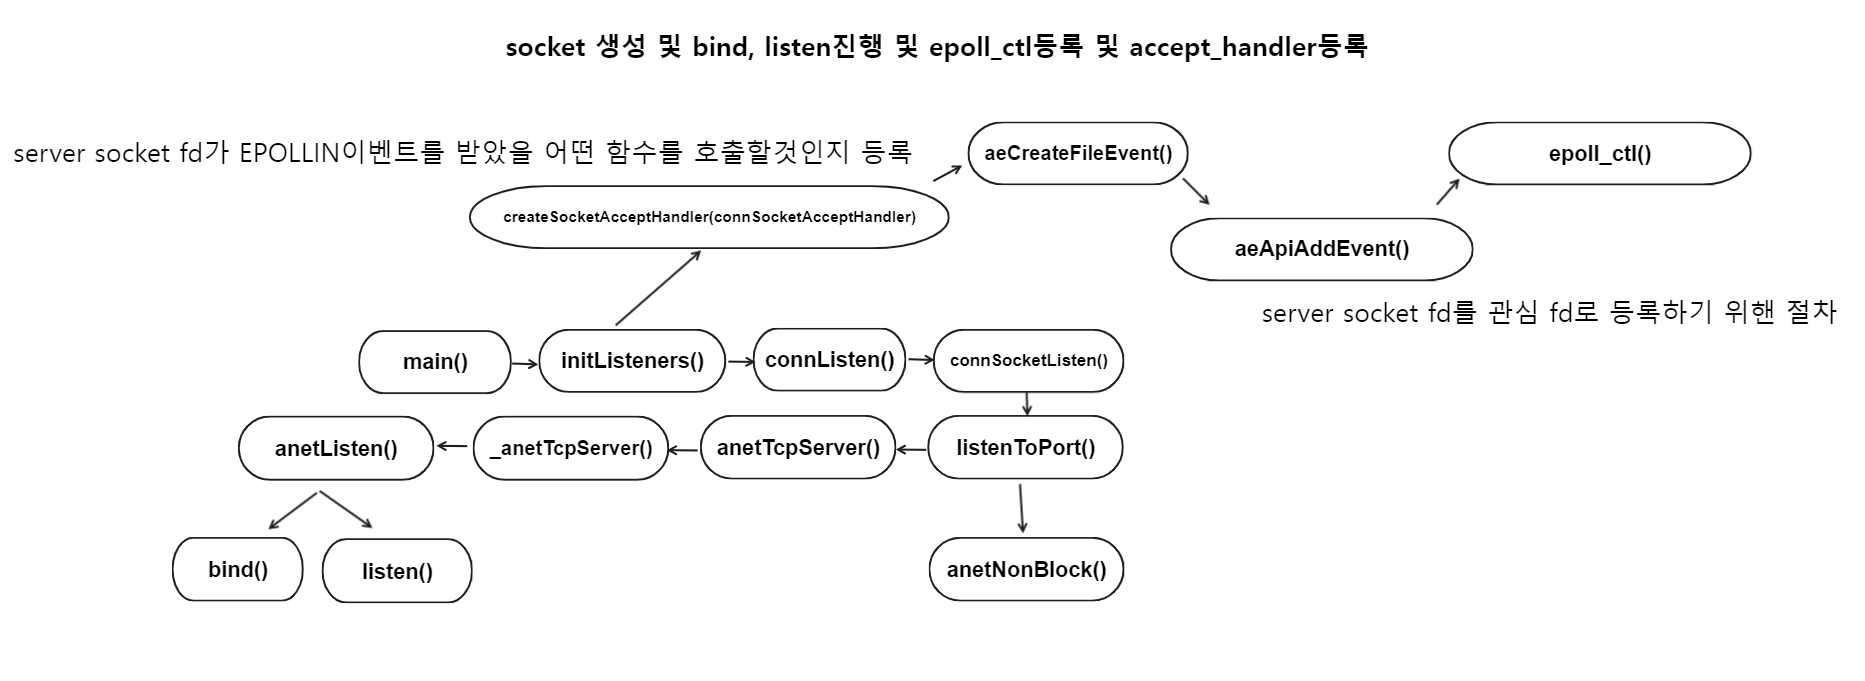 socket 생성 및 bind, listen진행 및 epoll_ctl등록 및 accept_handler등록
server socket fd가 EPOLLIN이벤트를 받았을 어떤 함수를 호출할것인지 등록
aeCreateFileEvent()
epoll_ctl()
createSocketAcceptHandler(connSocketAcceptHandler)
aeApiAddEvent()
server socket fd를 관심 fd로 등록하기 위핸 절차
main()
initListeners()
connListen()
connSocketListen()
anetListen()
_anetTcpServer()
anetTcpServer()
listenToPort()
bind()
listen()
anetNonBlock()